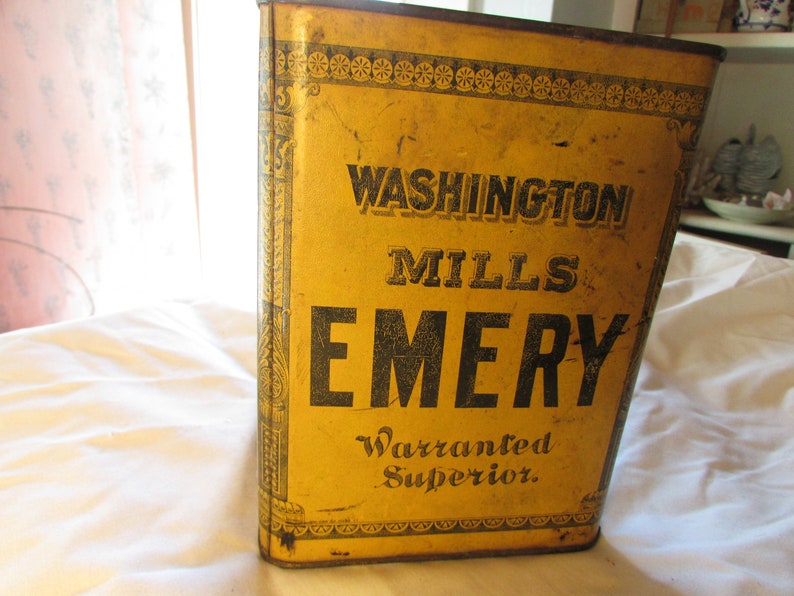 WASHINGTON
MILLS
EMERY
Warranted
Superior.